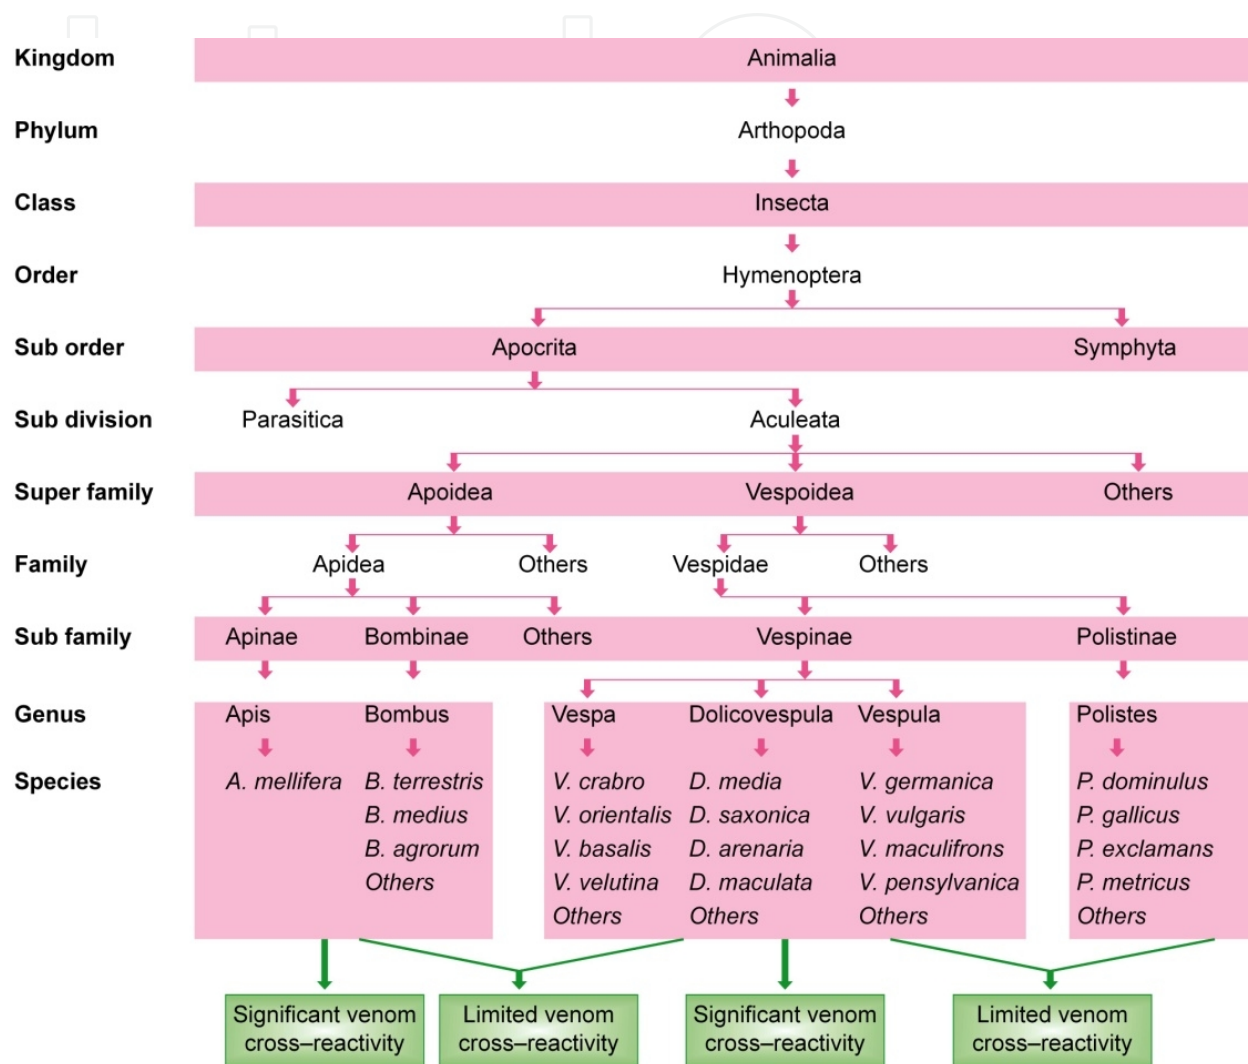 Kingdom Animalia
Phylum Arthopoda
Class Insecta
Order Hymenoptera
Sub order Apocrita Symphyta
Sub division Parasitica Aculeata
Super family Apoidea Vespoidea Others
Family Apidea Others Vespidae Others
Sub family Apinae Bombinae Others Vespinae Polistinae
Genus Apis Bombus Vespa Dolicovespula Vespula Polistes
Species A. mellifera B. terrestris V. crabro D. media V. germanica P. dominulus
B. medius V. orientalis D. saxonica V. vulgaris P. gallicus
B. agrorum V. basalis D. arenaria V. maculifrons P. exclamans
Others V. velutina D. maculata V. pensylvanica P. metricus
Others Others Others Others
Significant venom Limited venom Significant venom Limited venom
cross–reactivity cross–reactivity cross–reactivity cross–reactivity